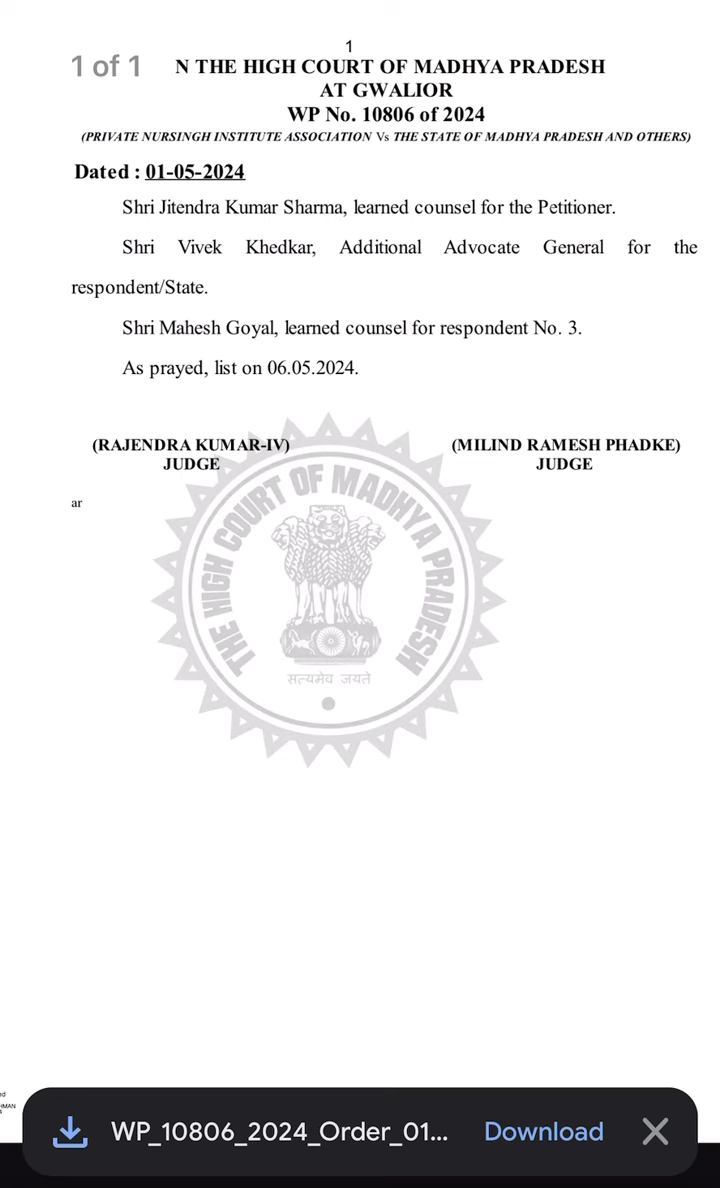 1
1 of 1
N THE HIGH COURT OF MADHYA PRADESH
AT GWALIOR
WP No. 10806 of 2024
(PRIVATE NURSINGH INSTITUTE ASSOCIATION Vs THE STATE OF MADHYA PRADESH AND OTHERS)
Dated : 01-05-2024
Shri Jitendra Kumar Sharma, learned counsel for the Petitioner.
Shri Vivek Khedkar, Additional Advocate General for the
respondent/State.
Shri Mahesh Goyal, learned counsel for respondent No. 3.
As prayed, list on 06.05.2024.
(RAJENDRA KUMAR-IV) (MILIND RAMESH PHADKE)
JUDGE JUDGE
ar
THE HIGH COURT OF MADHYA PRADESH
सत्यमेव जयते
WP_10806_2024_Order_01... Download